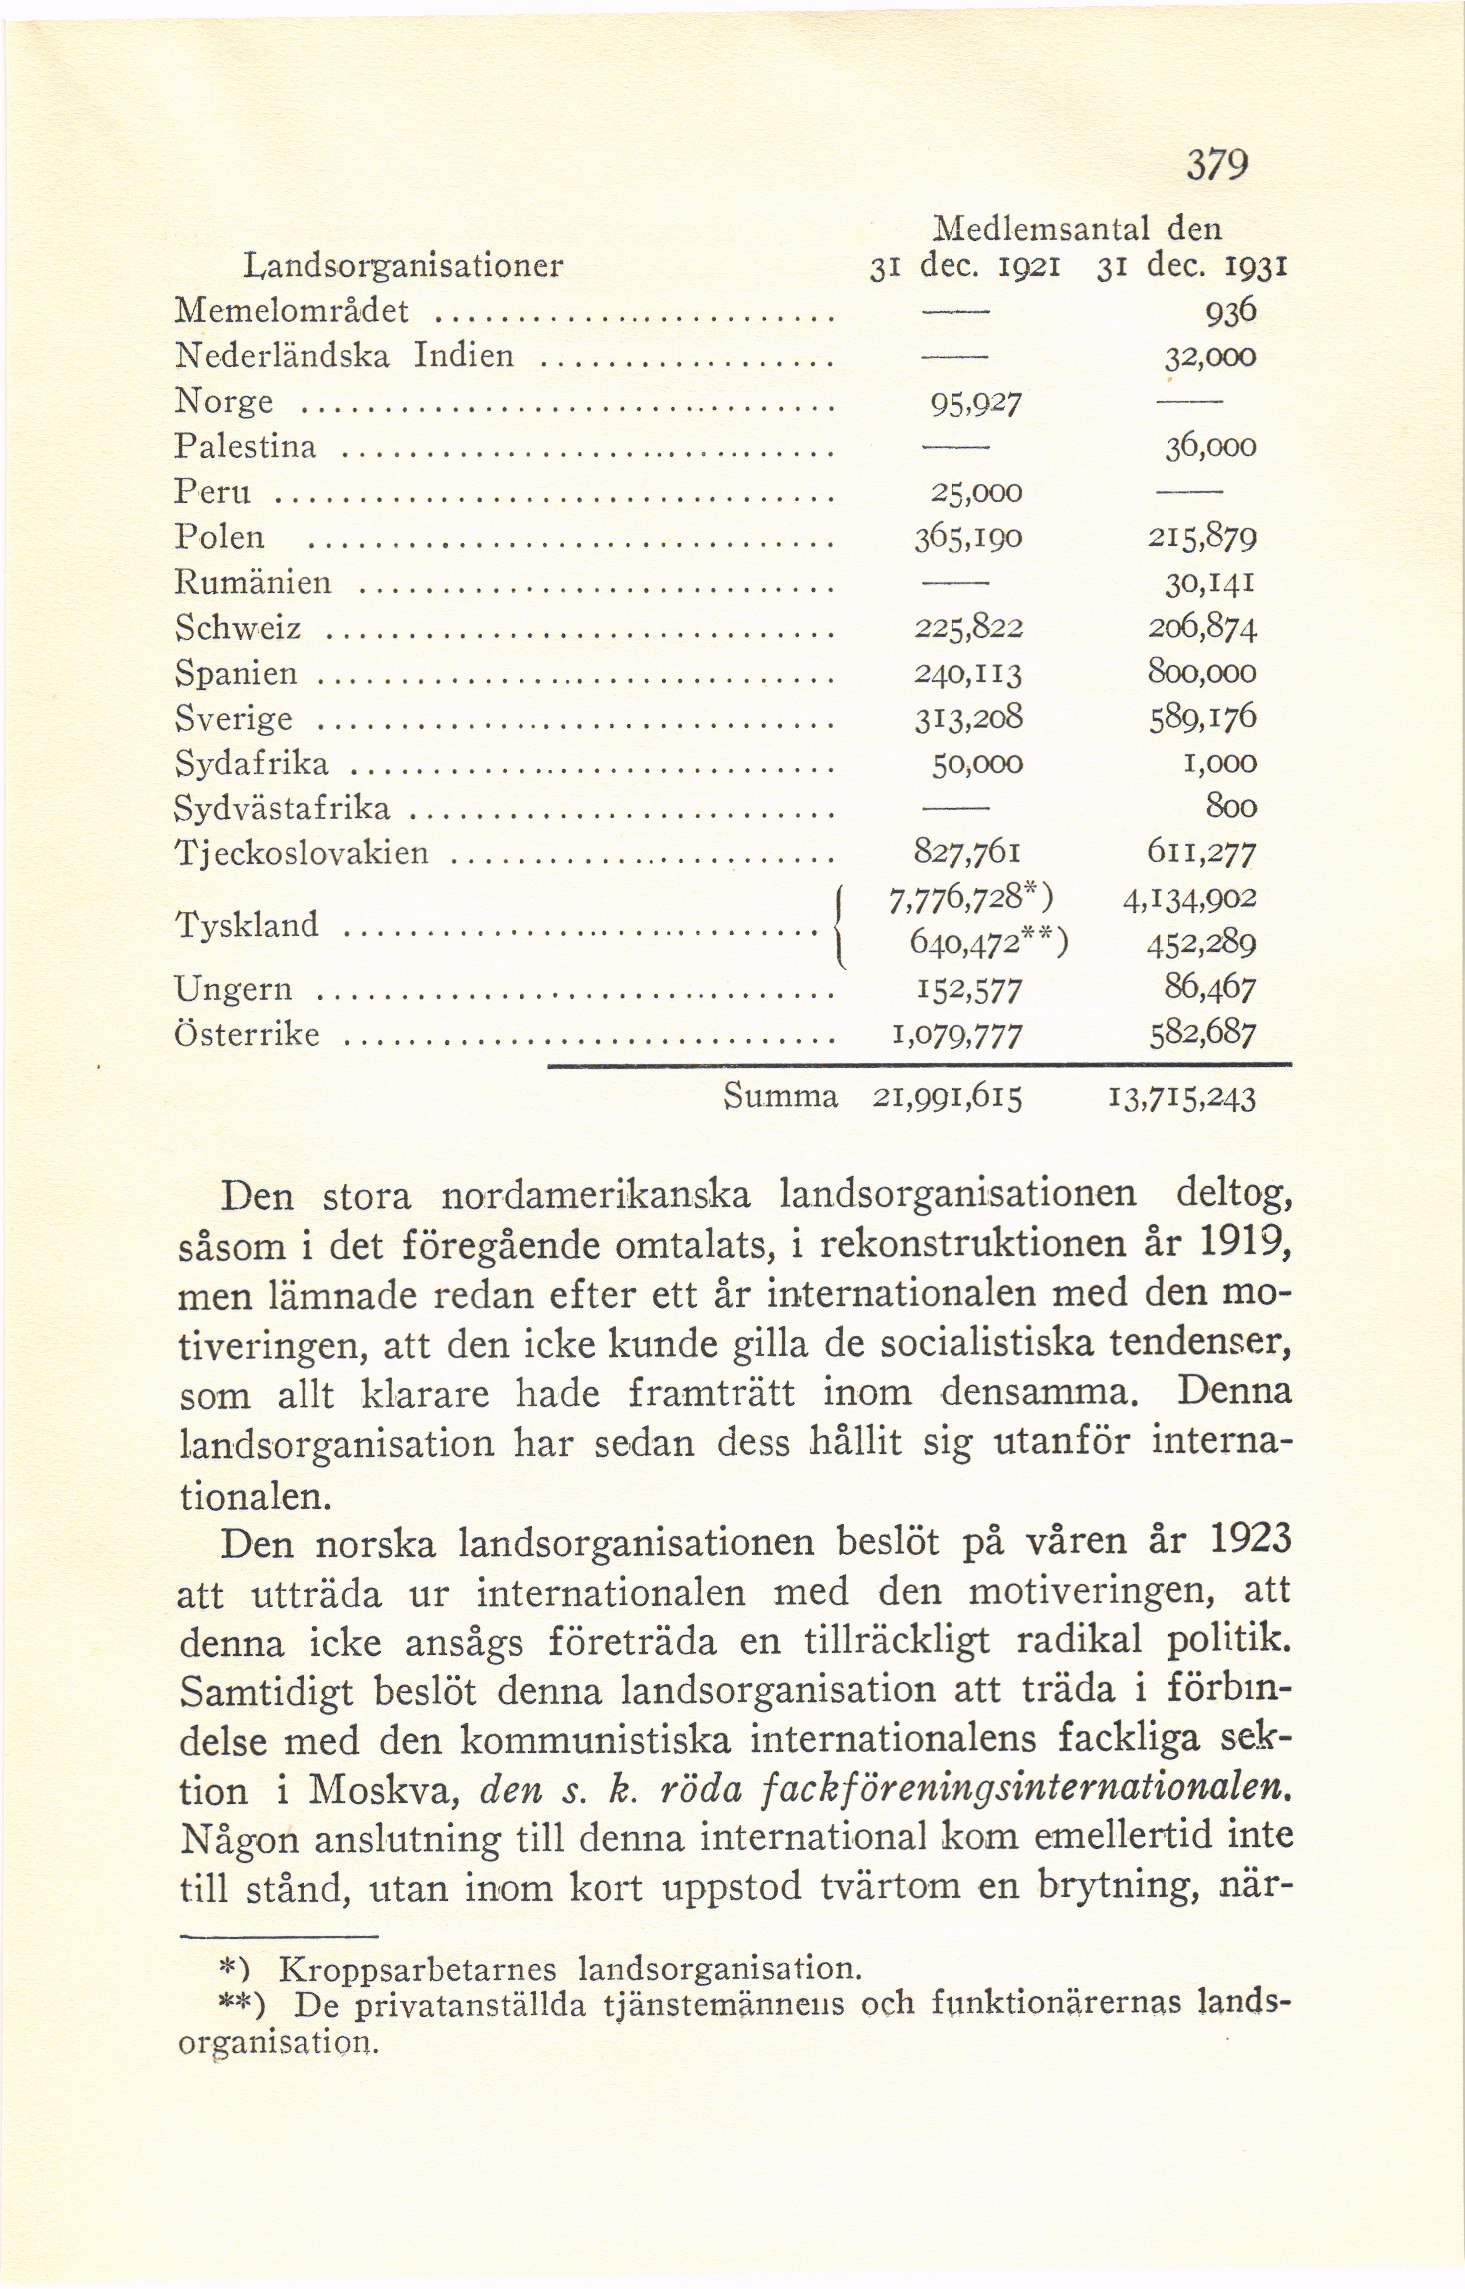 379
Medlemsantal den
Landsorganisationer 31 dec. 1921 31 dec. 1931
Memelområdet ........................ — 936
Nederländska Indien .................. — 32,000
Norge ................................. 95,927 —
Palestina .............................. — 36,000
Peru .................................. 25,000 —
Polen ................................ 365,190 215,879
Rumänien ............................. — 30,141
Schweiz ............................... 225,822 206,874
Spanien ................................ 240,113 800,000
Sverige ................................ 313,208 589,176
Sydafrika .............................. 50,000 1,000
Sydvästafrika .......................... — 800
Tjeckoslovakien ........................ 827,761 611,277
Tyskland ............................. { 7,776,728*) 4,134,902
640,472**) 452,289
Ungern ................................ 152,577 86,467
Österrike .............................. 1,079,777 582,687
Summa 21,991,615 13,715,243
Den stora nordamerikanska landsorganisationen deltog,
såsom i det föregående omtalats, i rekonstruktionen år 1919,
men lämnade redan efter ett år internationalen med den mo-
tiveringen, att den icke kunde gilla de socialistiska tendenser,
som allt klarare hade framträtt inom densamma. Denna
landsorganisation har sedan dess hållit sig utanför interna-
tionalen.
Den norska landsorganisationen beslöt på våren år 1923
att utträda ur internationalen med den motiveringen, att
denna icke ansågs företräda en tillräckligt radikal politik.
Samtidigt beslöt denna landsorganisation att träda i förbin-
delse med den kommunistiska internationalens fackliga sek-
tion i Moskva, den s. k. röda fackföreningsinternationalen.
Någon anslutning till denna international kom emellertid inte
till stånd, utan inom kort uppstod tvärtom en brytning, när-
*) Kroppsarbetarnes landsorganisation.
**) De privatanställda tjänstemännens och funktionärernas lands-
organisation.